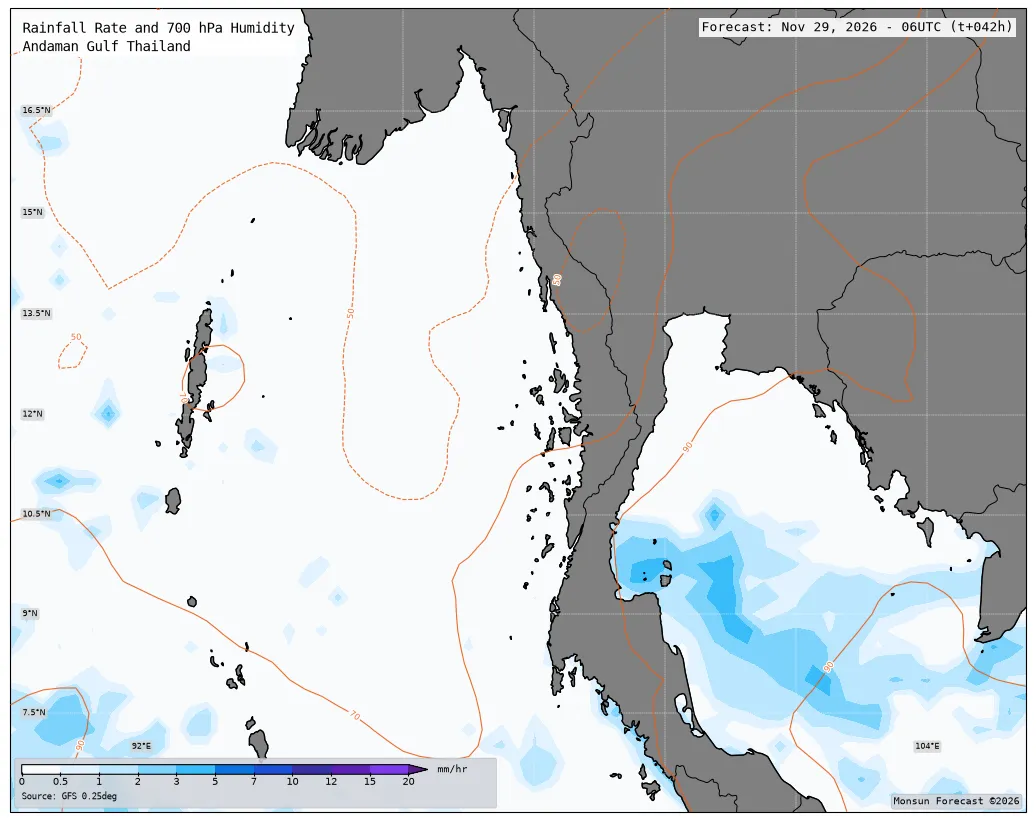 Rainfall Rate and 700 hPa Humidity
Andaman Gulf Thailand
Forecast: Nov 29, 2026 - 06UTC (t+042h)
16.5°N
15°N
50
13.5°N
50
50
70
12°N
90
10.5°N
9°N
90
7.5°N
70
90
92°E
104°E
mm/hr
0 0.5 1 2 3 5 7 10 12 15 20
Source: GFS 0.25deg
Monsun Forecast ©2026